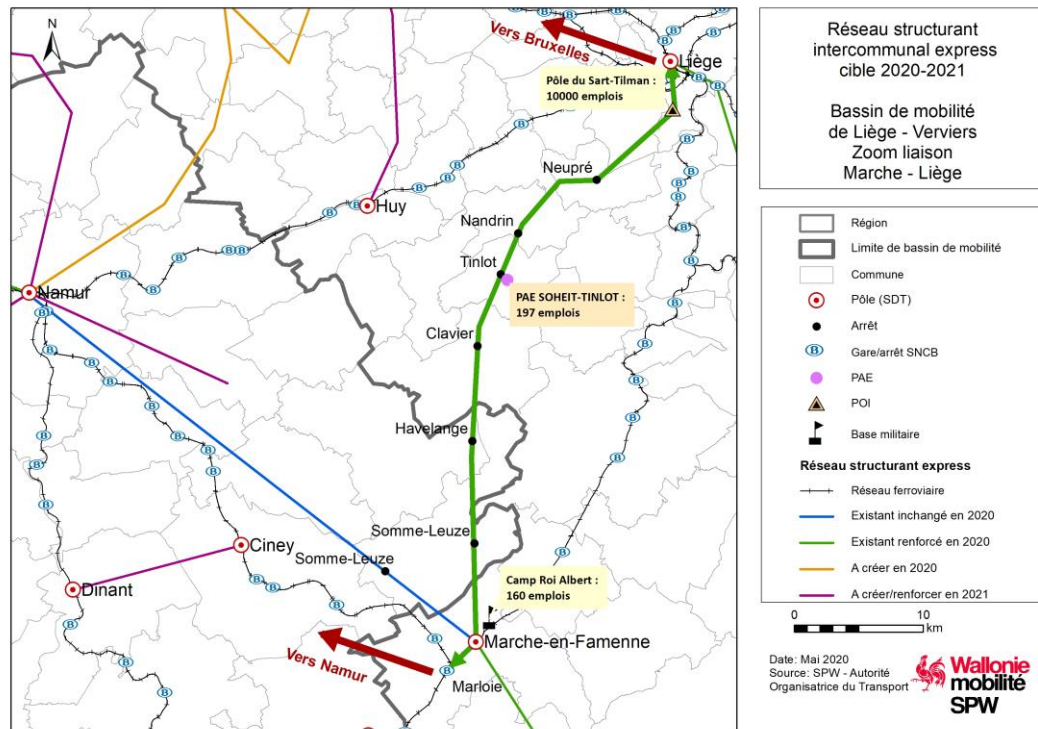 N
Vers Bruxelles
Liège
Pôle du Sart-Tilman :
10000 emplois
Neupré
Huy
Nandrin
Tinlot
Namur
PAE SOHEIT-TINLOT :
197 emplois
Clavier
Havelange
Somme-Leuze
Ciney
Somme-Leuze
Dinant
Camp Roi Albert :
160 emplois
Marche-en-Famenne
Vers Namur
Marloie
Réseau structurant
intercommunal express
cible 2020-2021
Bassin de mobilité
de Liège - Verviers
Zoom liaison
Marche - Liège
Région
Limite de bassin de mobilité
Commune
Pôle (SDT)
Arrêt
B Gare/arrêt SNCB
PAE
POI
Base militaire
Réseau structurant express
Réseau ferroviaire
Existant inchangé en 2020
Existant renforcé en 2020
A créer en 2020
A créer/renforcer en 2021
0 10
km
Date: Mai 2020
Source: SPW - Autorité
Organisatrice du Transport
Wallonie
mobilité
SPW